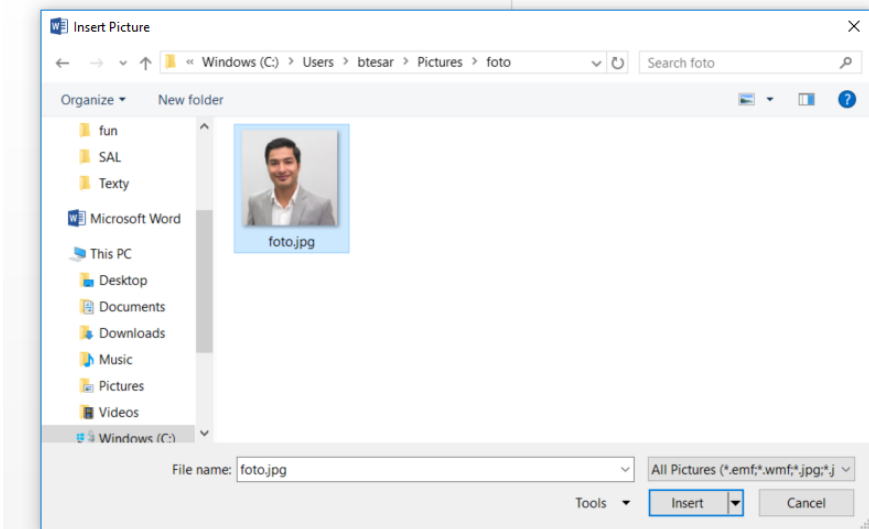 Insert Picture
« Windows (C:) > Users > btesar > Pictures > foto
Search foto
Organize
New folder
?
fun
SAL
Texty
Microsoft Word
This PC
Desktop
Documents
Downloads
Music
Pictures
Videos
Windows (C:)
foto.jpg
File name: foto.jpg
All Pictures (*.emf;*.wmf;*.jpg;*.j
Tools
Insert
Cancel